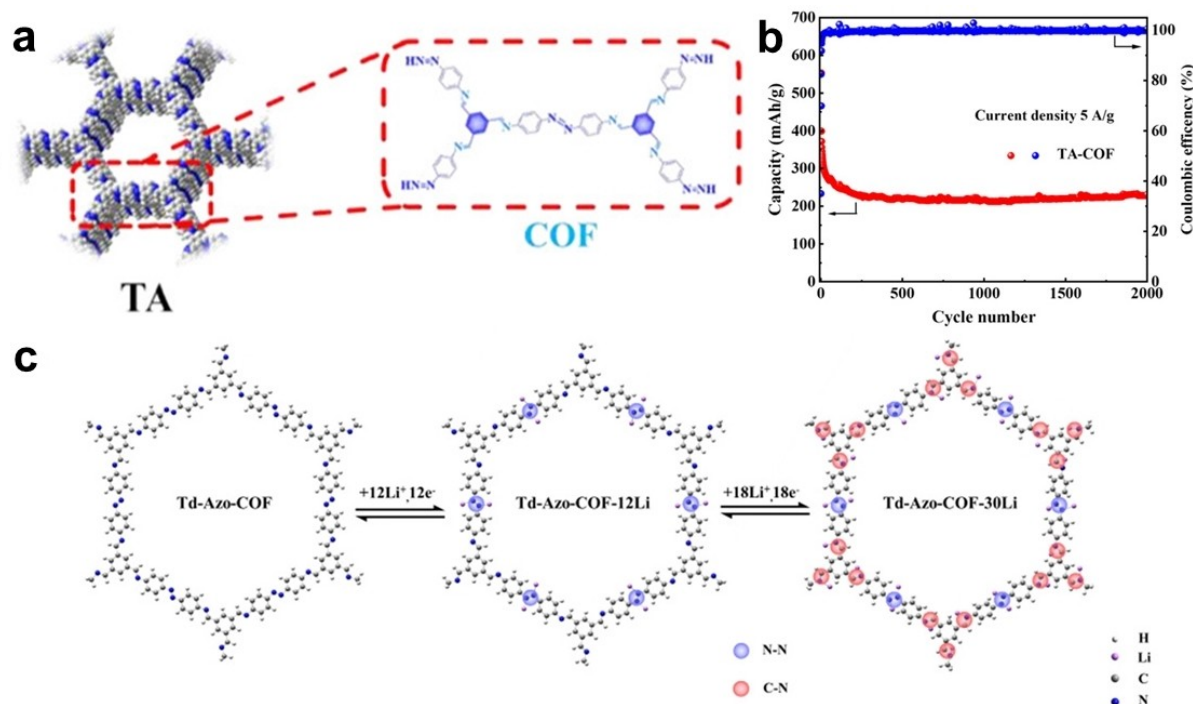 a
HN=N
N=NH
N
N
N
N=N
N
N
N
HN=N
N=NH
COF
TA
b
700
600
500
400
300
200
100
0
Capacity (mAh/g)
Current density 5 A/g
TA-COF
100
80
60
40
20
0
Coulombic efficency (%)
0
500
1000
1500
2000
Cycle number
c
Td-Azo-COF
+12Li⁺,12e⁻
Td-Azo-COF-12Li
+18Li⁺,18e⁻
Td-Azo-COF-30Li
N-N
C-N
H
Li
C
N